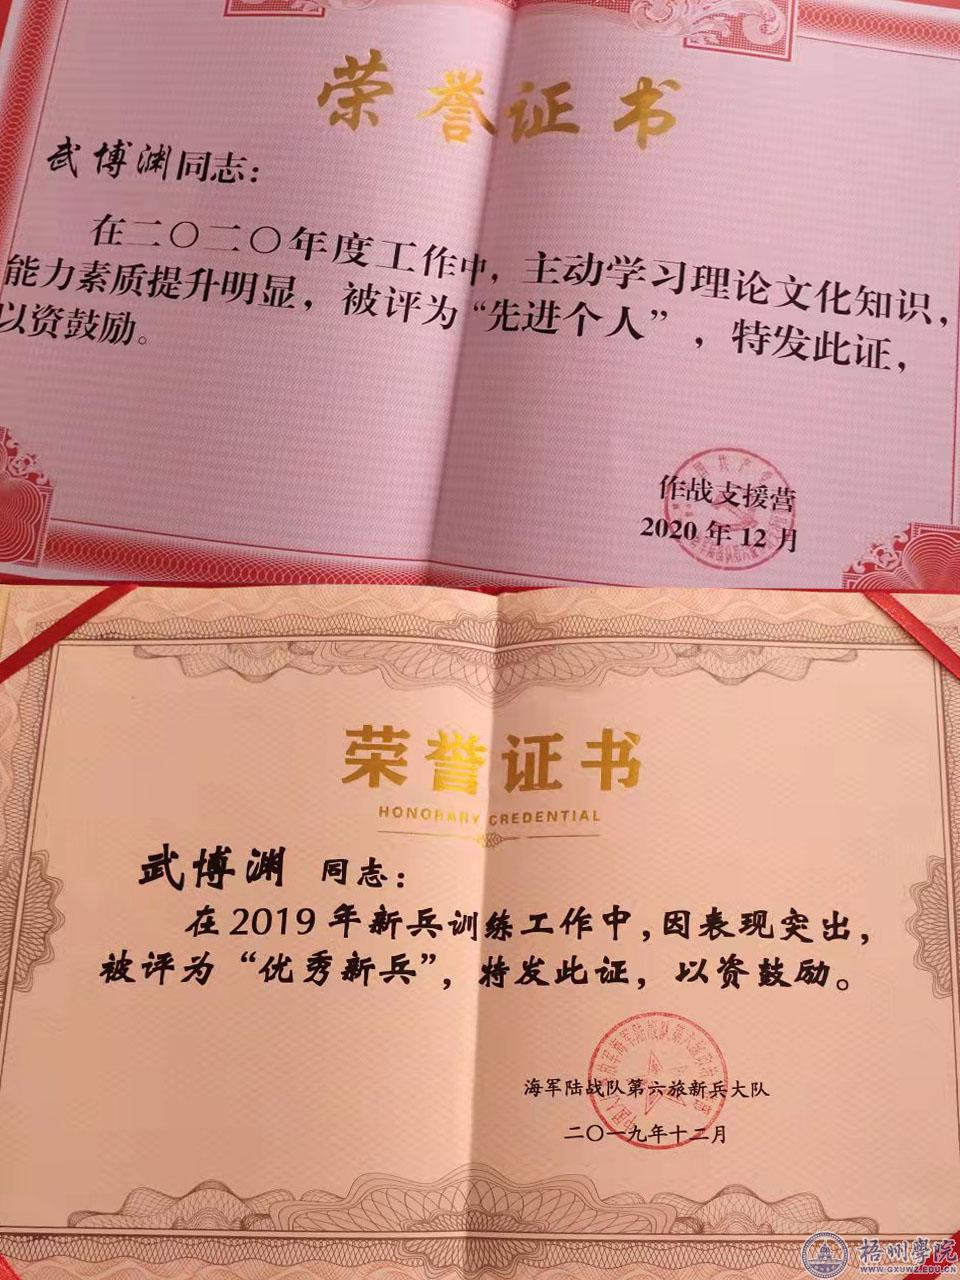 荣誉证书
武博渊同志：
在二〇二〇年度工作中，主动学习理论文化知识，
能力素质提升明显，被评为“先进个人”，特发此证，
以资鼓励。
作战支援营
2020年12月
荣誉证书
HONORARY CREDENTIAL
武博渊 同志：
在2019年新兵训练工作中，因表现突出，
被评为“优秀新兵”，特发此证，以资鼓励。
海军陆战队第六旅新兵大队
二〇一九年十二月
梧州學院
WWW.GXUWZ.EDU.CN